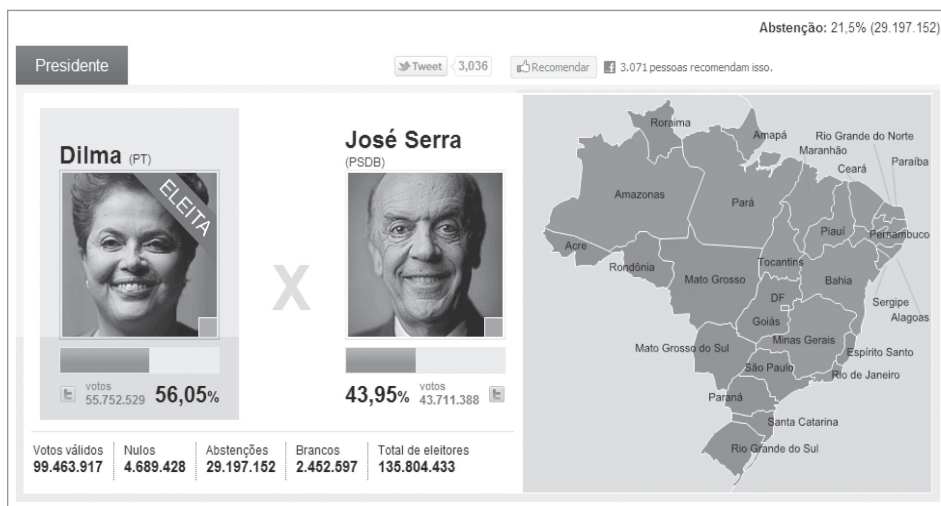 Abstenção: 21,5% (29.197.152)
Presidente
Tweet 3,036
Recomendar
3.071 pessoas recomendam isso.
Dilma (PT)
ELEITA
votos
55.752.529
56,05%
X
José Serra
(PSDB)
43,95%
votos
43.711.388
Votos válidos
99.463.917
Nulos
4.689.428
Abstenções
29.197.152
Brancos
2.452.597
Total de eleitores
135.804.433
Roraima
Amapá
Rio Grande do Norte
Maranhão
Ceará
Paraíba
Amazonas
Pará
Piauí
Pernambuco
Acre
Rondônia
Tocantins
Mato Grosso
Bahia
DF
Sergipe
Goiás
Alagoas
Minas Gerais
Mato Grosso do Sul
Espírito Santo
São Paulo
Rio de Janeiro
Paraná
Santa Catarina
Rio Grande do Sul